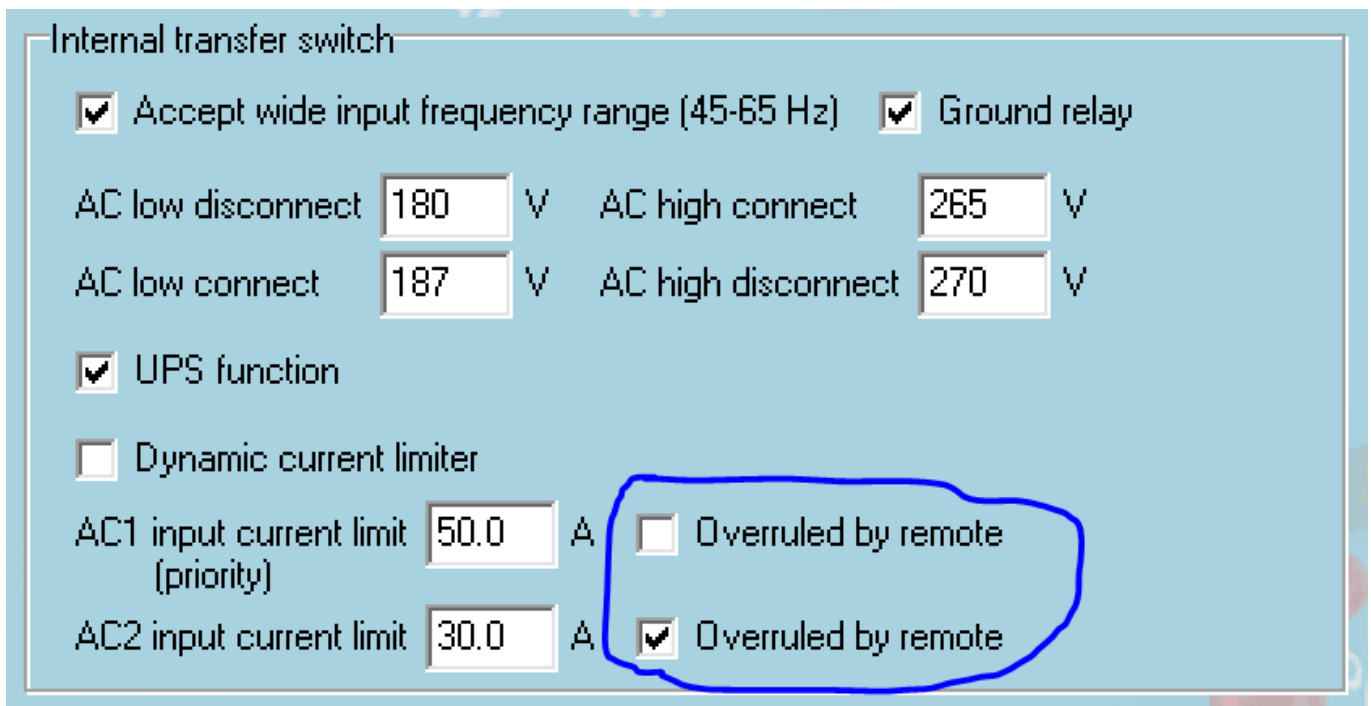 Internal transfer switch
Accept wide input frequency range (45-65 Hz) Ground relay
AC low disconnect 180 V AC high connect 265 V
AC low connect 187 V AC high disconnect 270 V
UPS function
Dynamic current limiter
AC1 input current limit 50.0 A Overruled by remote
(priority)
AC2 input current limit 30.0 A Overruled by remote